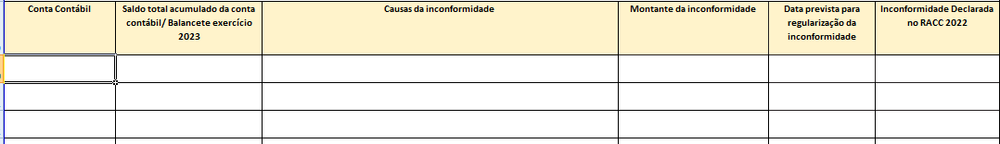 Conta Contábil
Saldo total acumulado da conta
contábil/ Balancete exercício
2023
Causas da inconformidade
Montante da inconformidade
Data prevista para
regularização da
inconformidade
Inconformidade Declarada
no RACC 2022